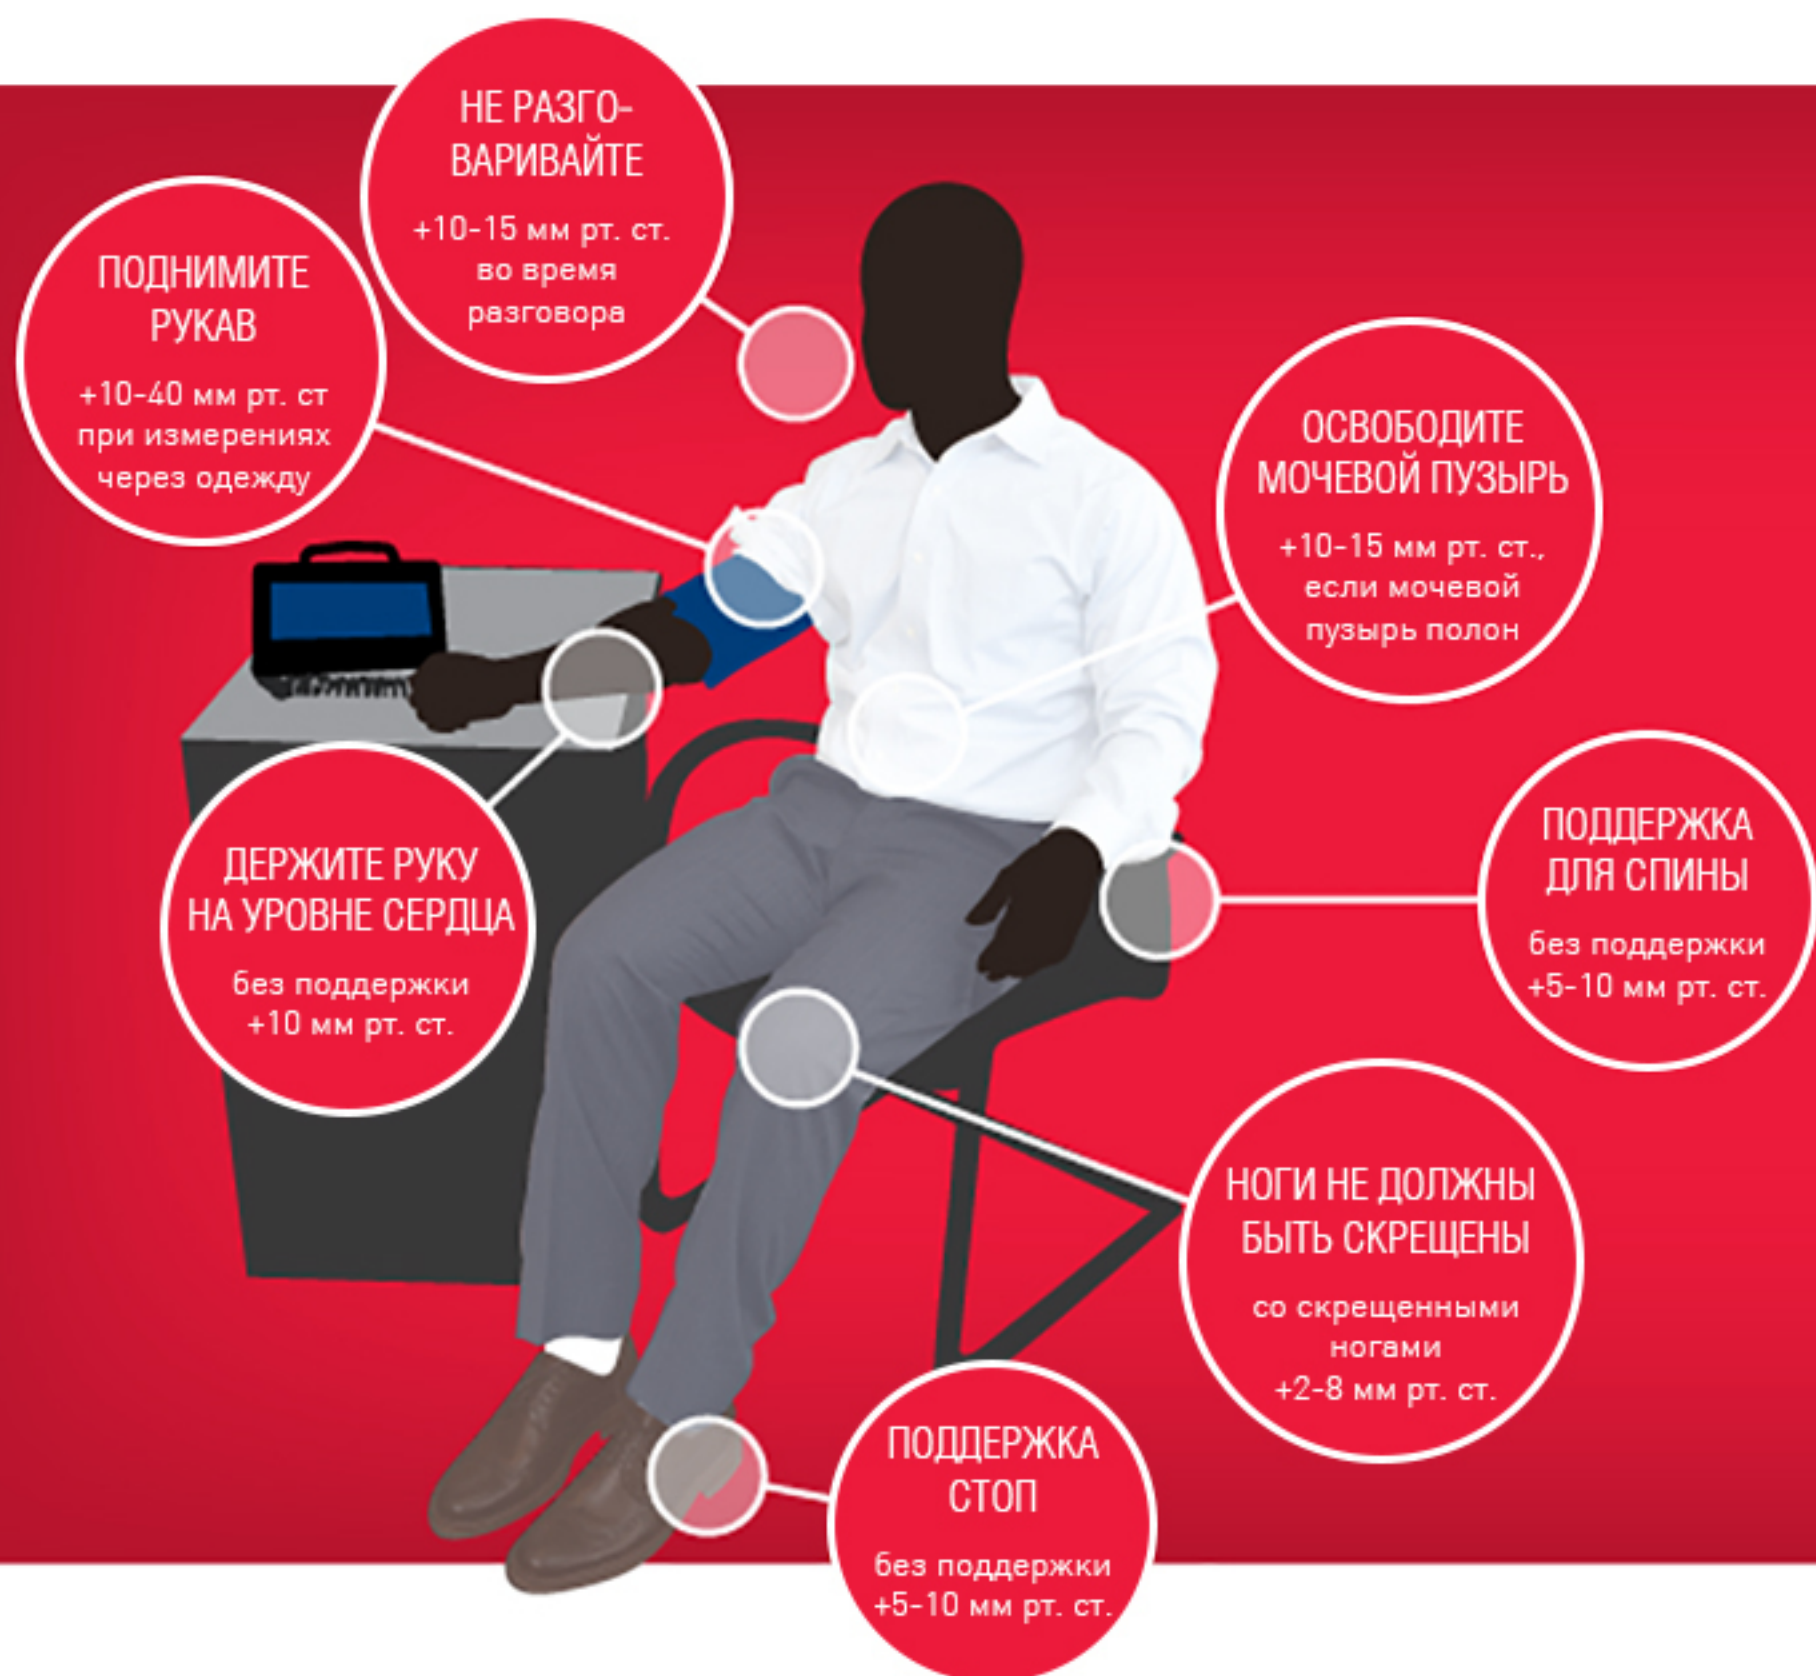 НЕ РАЗГО-
ВАРИВАЙТЕ
+10-15 мм рт. ст.
во время
разговора
ПОДНИМИТЕ
РУКАВ
+10-40 мм рт. ст
при измерениях
через одежду
ОСВОБОДИТЕ
МОЧЕВОЙ ПУЗЫРЬ
+10-15 мм рт. ст.,
если мочевой
пузырь полон
ДЕРЖИТЕ РУКУ
НА УРОВНЕ СЕРДЦА
без поддержки
+10 мм рт. ст.
ПОДДЕРЖКА
ДЛЯ СПИНЫ
без поддержки
+5-10 мм рт. ст.
НОГИ НЕ ДОЛЖНЫ
БЫТЬ СКРЕЩЕНЫ
со скрещенными
ногами
+2-8 мм рт. ст.
ПОДДЕРЖКА
СТОП
без поддержки
+5-10 мм рт. ст.